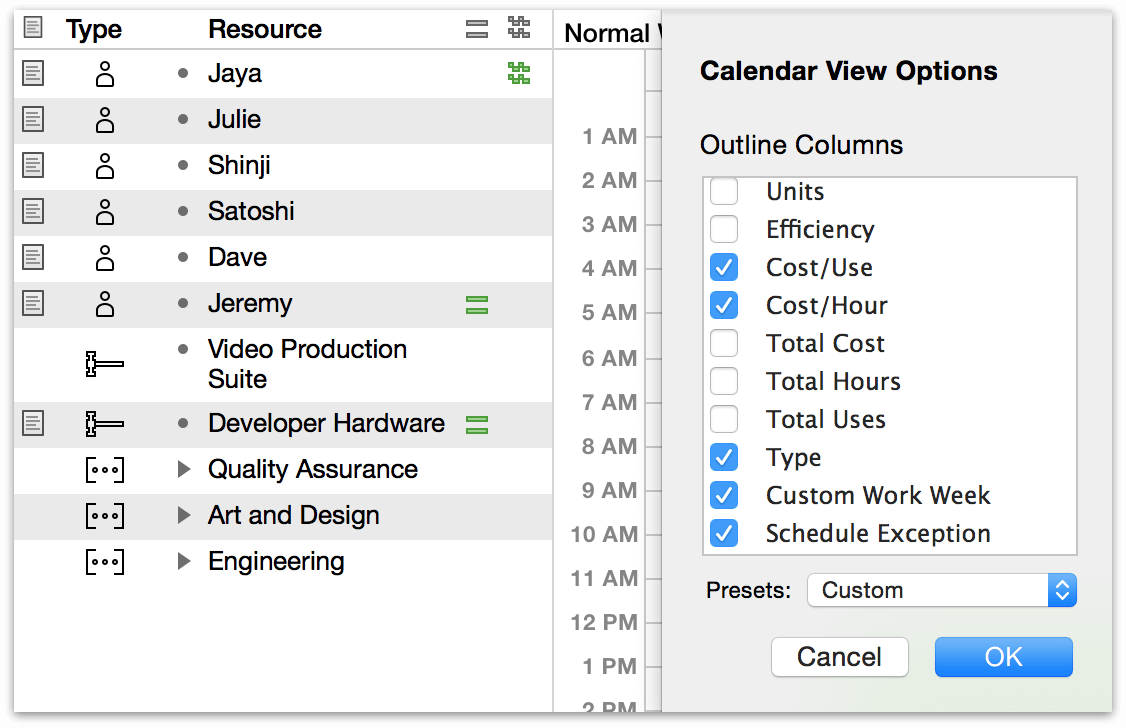 Type Resource
Jaya
Julie
Shinji
Satoshi
Dave
Jeremy
Video Production
Suite
Developer Hardware
Quality Assurance
Art and Design
Engineering
Normal
1 AM
2 AM
3 AM
4 AM
5 AM
6 AM
7 AM
8 AM
9 AM
10 AM
11 AM
12 PM
1 PM
2 PM
Calendar View Options
Outline Columns
Units
Efficiency
Cost/Use
Cost/Hour
Total Cost
Total Hours
Total Uses
Type
Custom Work Week
Schedule Exception
Presets: Custom
Cancel OK